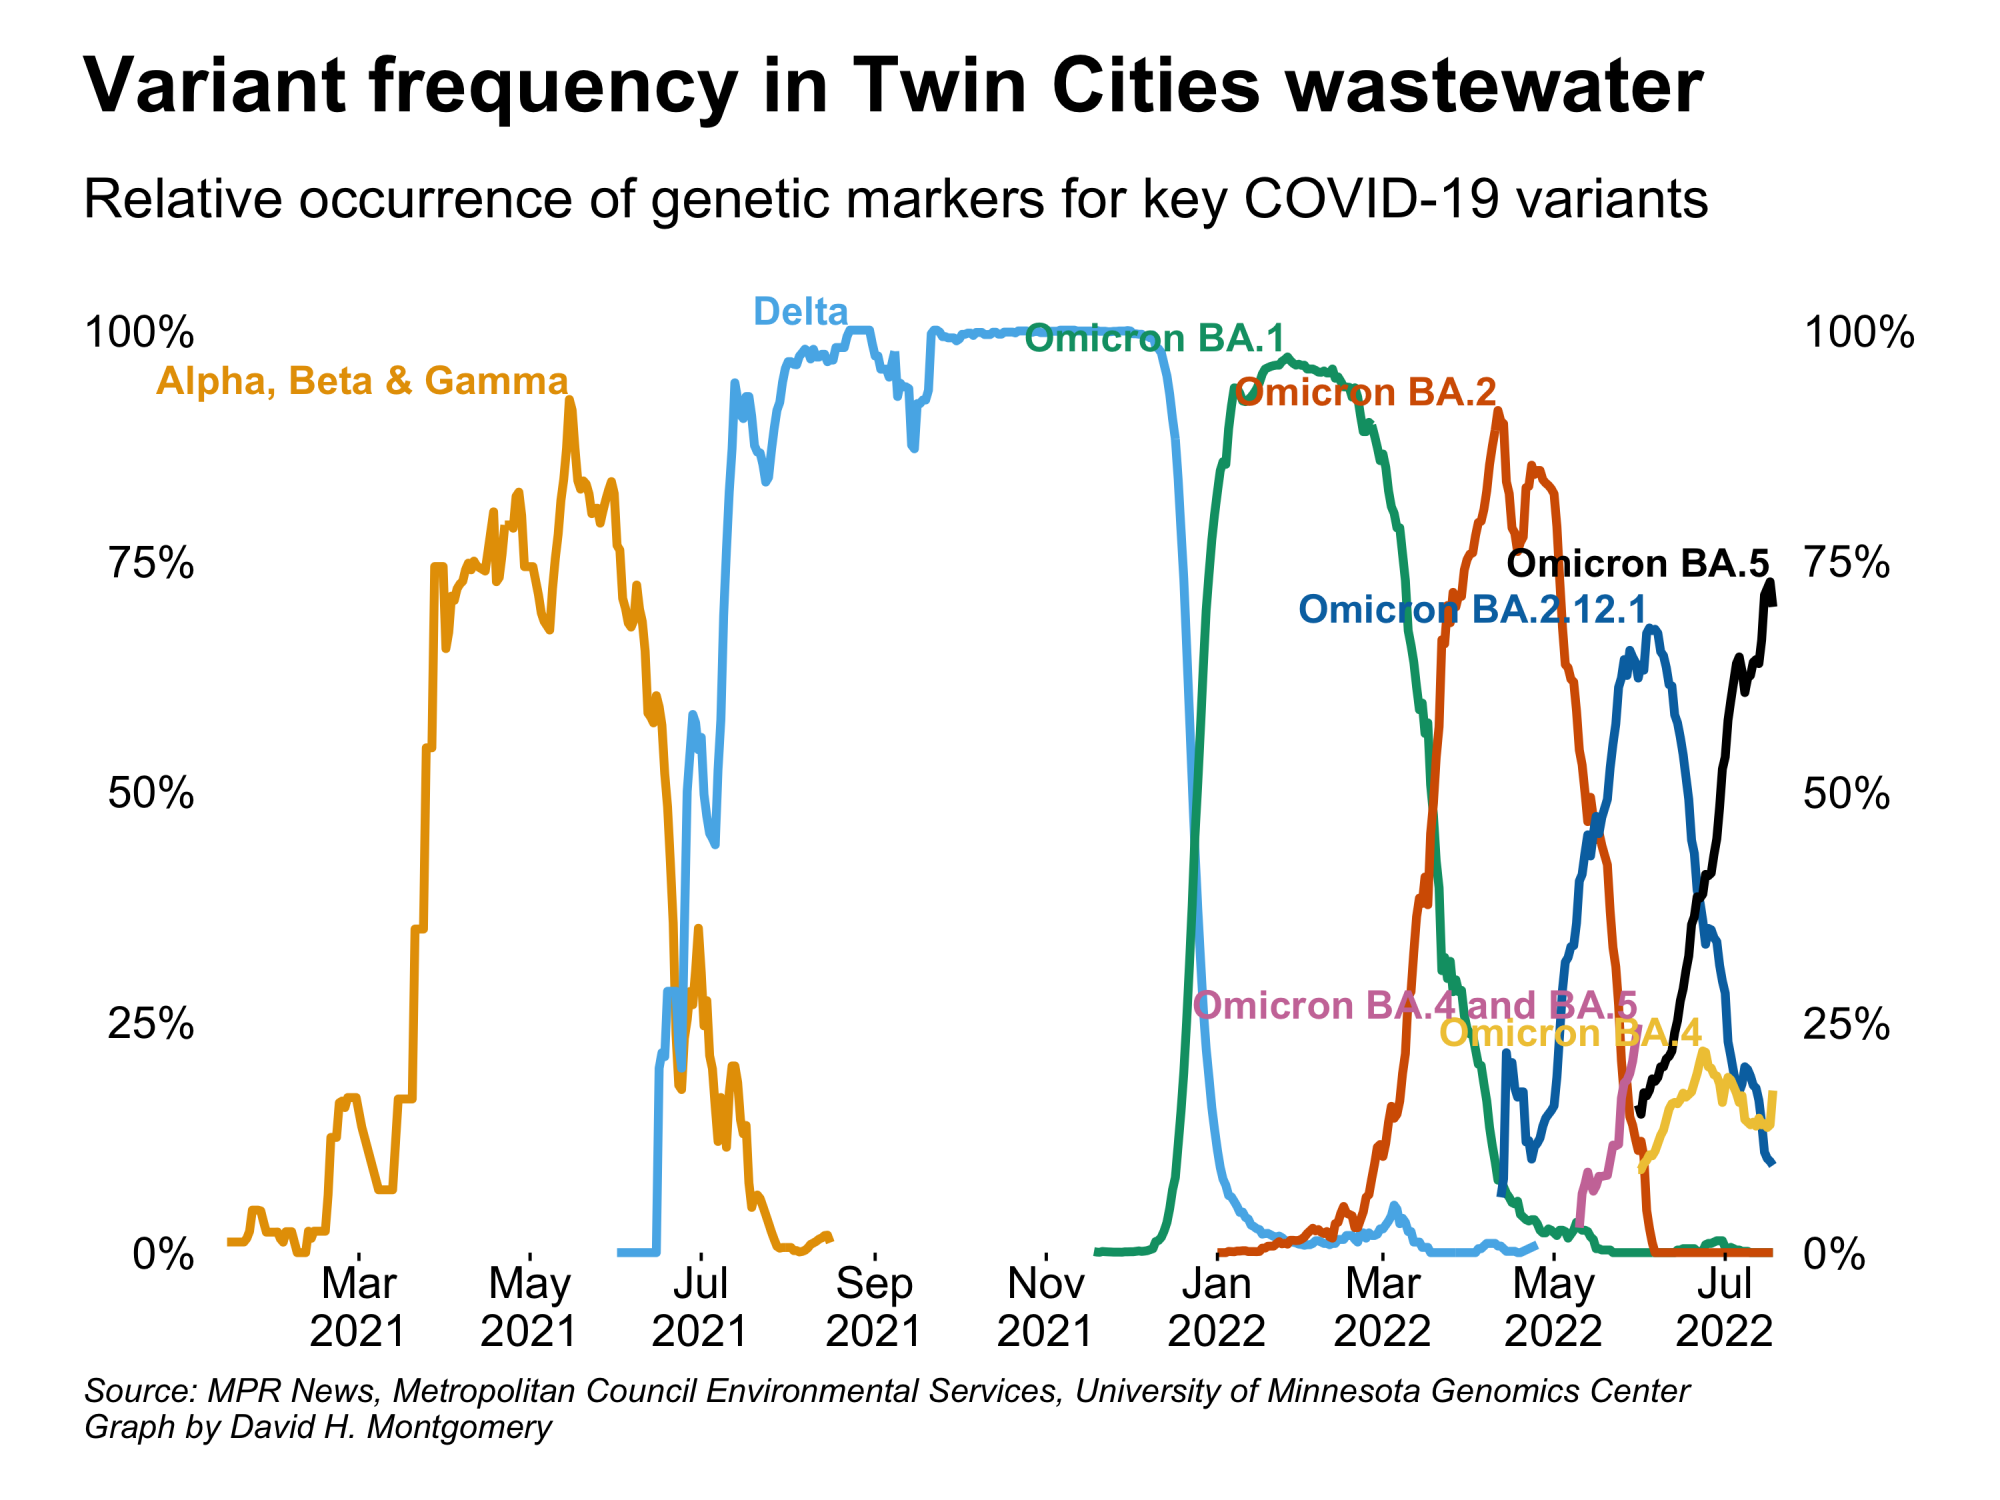 Variant frequency in Twin Cities wastewater
Relative occurrence of genetic markers for key COVID-19 variants
Delta
100%
Omicron BA.1
100%
Alpha, Beta & Gamma
Omicron BA.2
75%
Omicron BA.5
75%
Omicron BA.2.12.1
50%
50%
Omicron BA.4 and BA.5
25%
Omicron BA.4
25%
0%
0%
Mar May Jul Sep Nov Jan Mar May Jul
2021 2021 2021 2021 2021 2022 2022 2022 2022
Source: MPR News, Metropolitan Council Environmental Services, University of Minnesota Genomics Center
Graph by David H. Montgomery